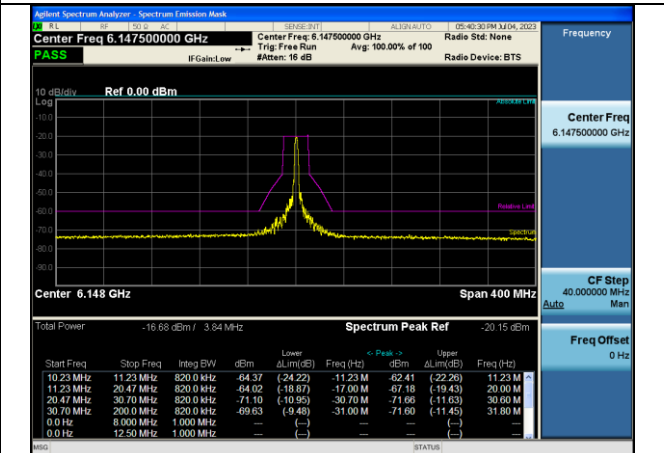 Agilent Spectrum Analyzer - Spectrum Emission Mask
RL RF 50 Ω AC SENSE:INT ALIGN AUTO 05:40:30 PM Jul 04, 2023
Center Freq 6.147500000 GHz Center Freq: 6.147500000 GHz Radio Std: None Frequency
PASS Trig: Free Run Avg: 100.00% of 100
IFGain:Low #Atten: 16 dB Radio Device: BTS
10 dB/div Ref 0.00 dBm
Log Absolute Limit
-10.0
-20.0
-30.0
-40.0
-50.0
-60.0 Relative Limit
-70.0 Spectrum
-80.0
-90.0
Center 6.148 GHz Span 400 MHz
Center Freq
6.147500000 GHz
CF Step
40.000000 MHz
Auto Man
Freq Offset
0 Hz
Total Power -16.68 dBm / 3.84 MHz Spectrum Peak Ref -20.15 dBm
Lower <- Peak -> Upper
Start Freq Stop Freq Integ BW dBm ΔLim(dB) Freq (Hz) dBm ΔLim(dB) Freq (Hz)
10.23 MHz 11.23 MHz 820.0 kHz -64.37 (-24.22) -11.23 M -62.41 (-22.26) 11.23 M
11.23 MHz 20.47 MHz 820.0 kHz -64.02 (-18.87) -17.00 M -67.18 (-19.43) 20.00 M
20.47 MHz 30.70 MHz 820.0 kHz -71.10 (-10.95) -30.70 M -71.66 (-11.63) 30.60 M
30.70 MHz 200.0 MHz 820.0 kHz -69.63 (-9.48) -31.00 M -71.60 (-11.45) 31.80 M
0.0 Hz 8.000 MHz 1.000 MHz — (—) — (—)
0.0 Hz 12.50 MHz 1.000 MHz — (—) — (—)
MSG STATUS